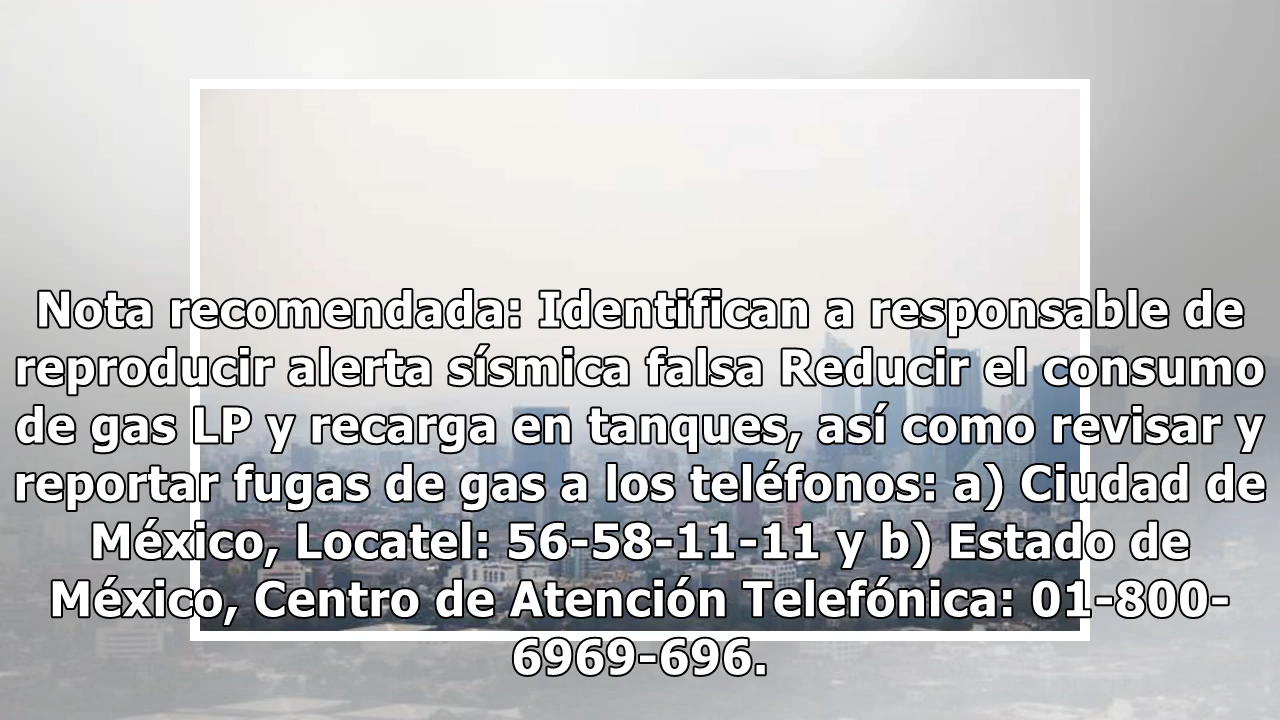 Nota recomendada: Identifican a responsable de
reproducir alerta sísmica falsa Reducir el consumo
de gas LP y recarga en tanques, así como revisar y
reportar fugas de gas a los teléfonos: a) Ciudad de
México, Locatel: 56-58-11-11 y b) Estado de
México, Centro de Atención Telefónica: 01-800-
6969-696.